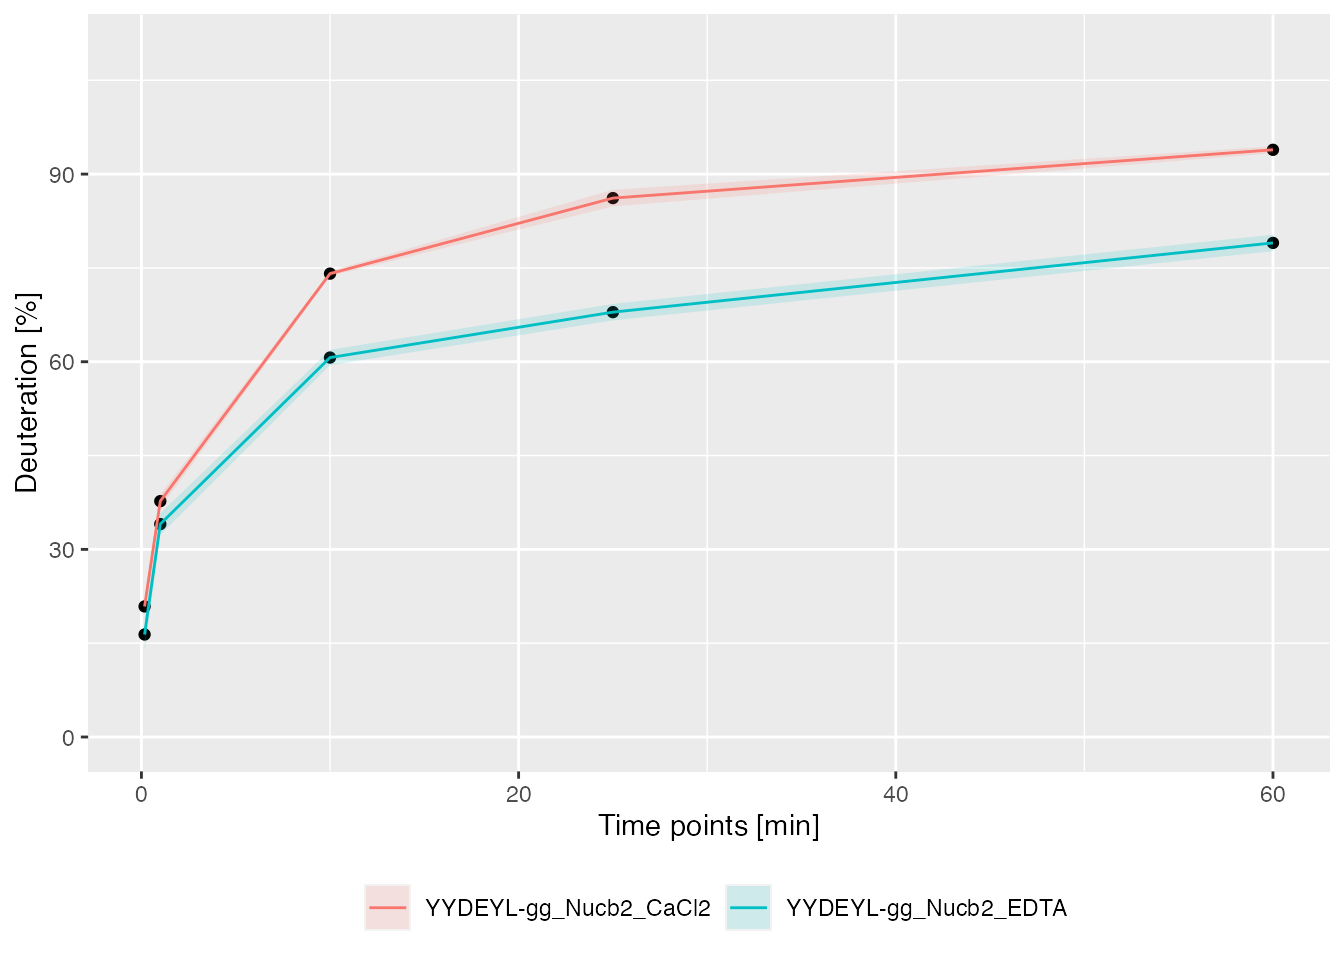 90
60
30
0
Deuteration [%]
0 20 40 60
Time points [min]
YYDEYL-gg_Nucb2_CaCl2 YYDEYL-gg_Nucb2_EDTA